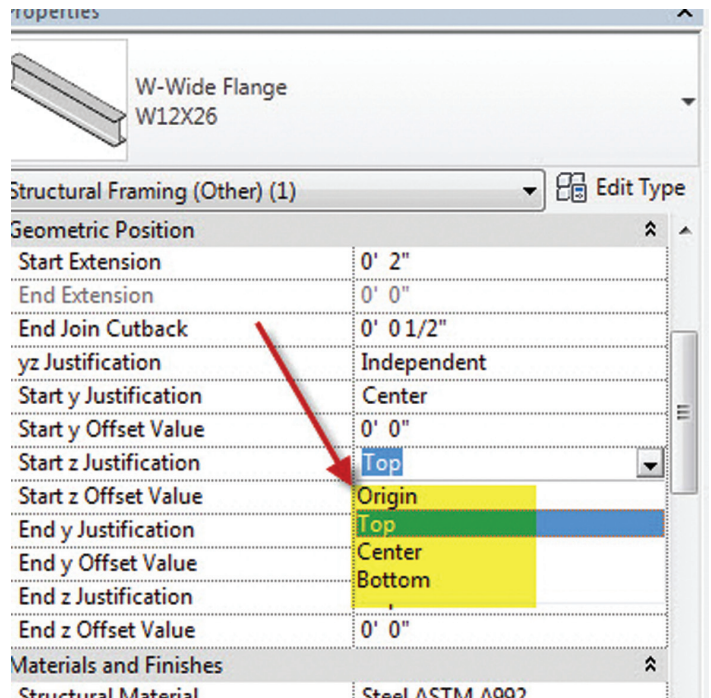 Properties
W-Wide Flange
W12X26
Structural Framing (Other) (1)
Edit Type
Geometric Position
Start Extension 0' 2"
End Extension 0' 0"
End Join Cutback 0' 0 1/2"
yz Justification Independent
Start y Justification Center
Start y Offset Value 0' 0"
Start z Justification Top
Start z Offset Value Origin
End y Justification Top
End y Offset Value Center
End z Justification Bottom
End z Offset Value 0' 0"
Materials and Finishes
Structural Material Steel ASTM A992